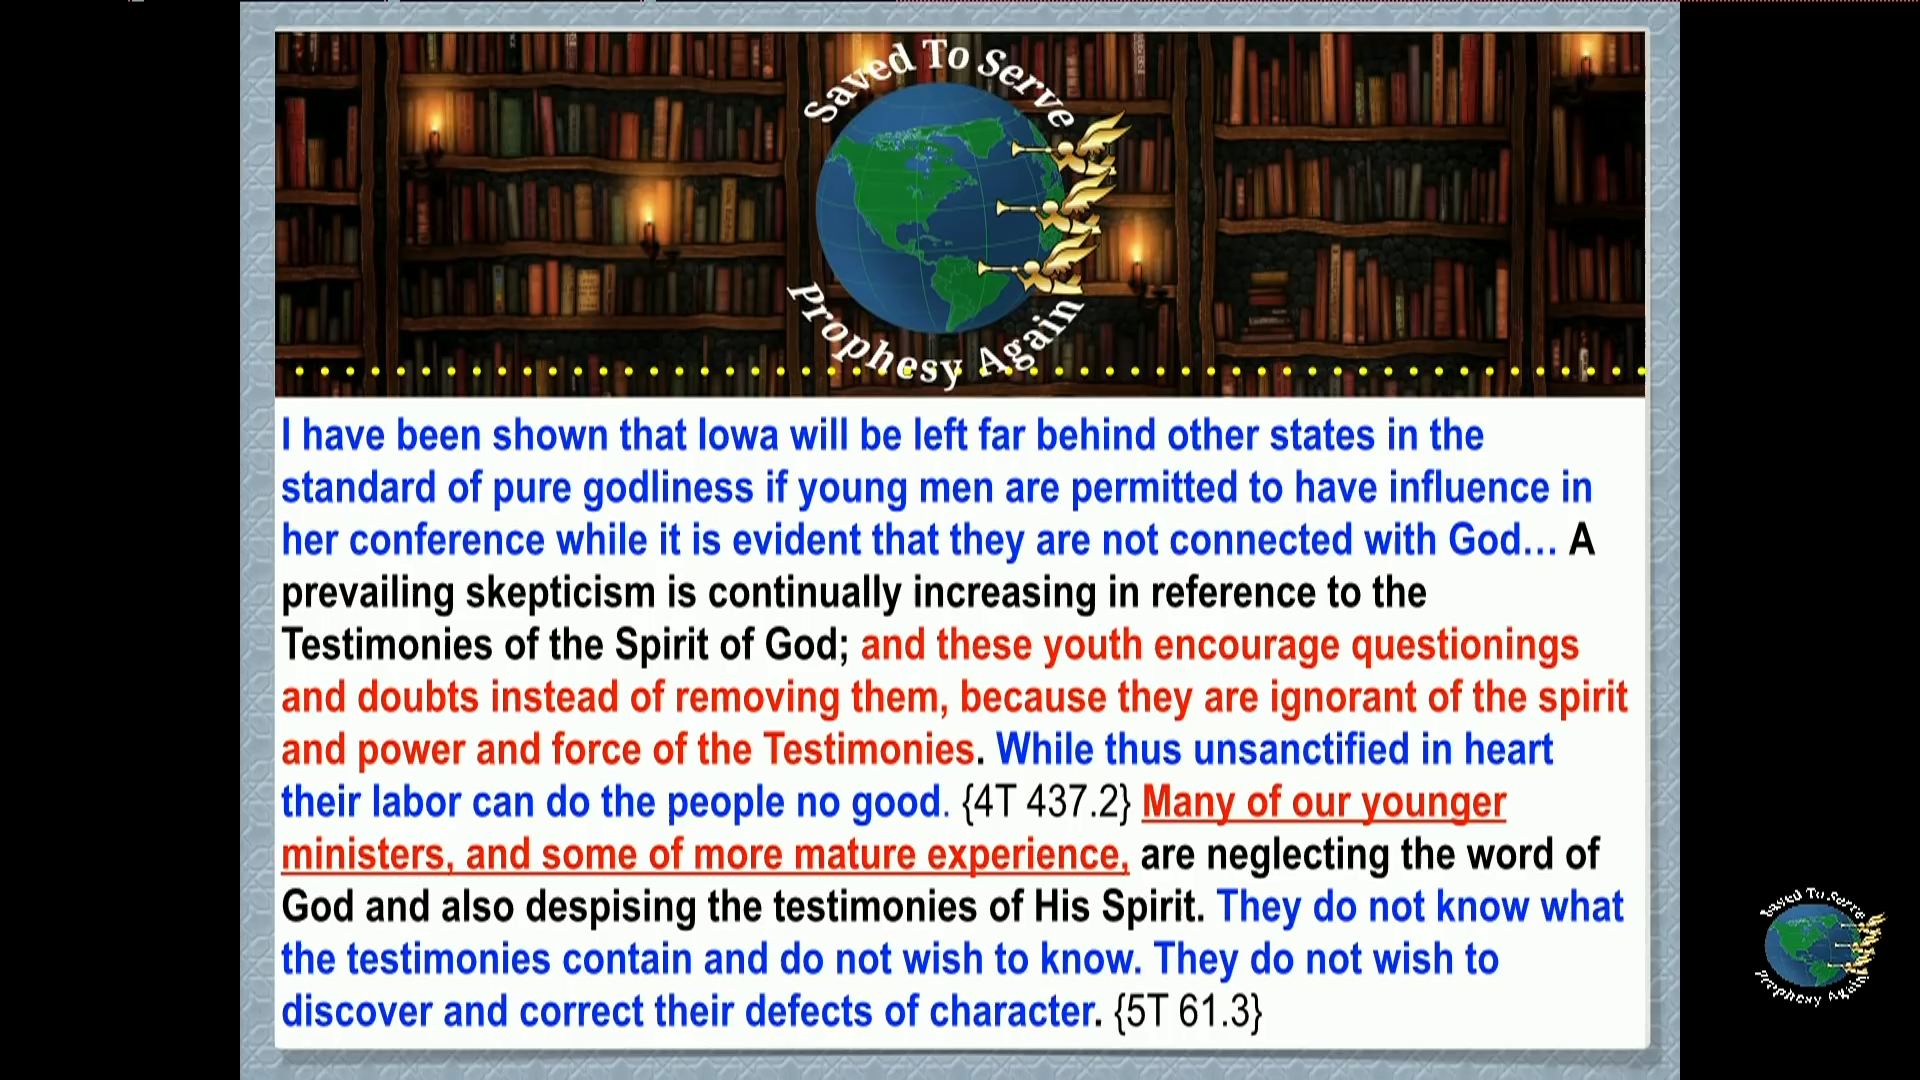 Saved To Serve
Prophesy Again
I have been shown that Iowa will be left far behind other states in the
standard of pure godliness if young men are permitted to have influence in
her conference while it is evident that they are not connected with God… A
prevailing skepticism is continually increasing in reference to the
Testimonies of the Spirit of God; and these youth encourage questionings
and doubts instead of removing them, because they are ignorant of the spirit
and power and force of the Testimonies. While thus unsanctified in heart
their labor can do the people no good. {4T 437.2} Many of our younger
ministers, and some of more mature experience, are neglecting the word of
God and also despising the testimonies of His Spirit. They do not know what
the testimonies contain and do not wish to know. They do not wish to
discover and correct their defects of character. {5T 61.3}
Saved To Serve
Prophesy Again